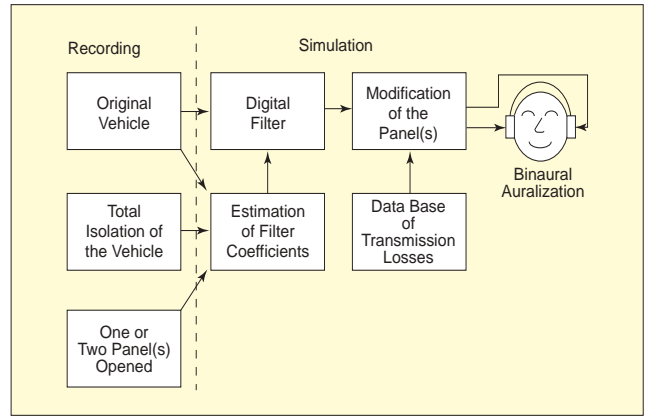 Recording
Simulation
Original
Vehicle
Digital
Filter
Modification
of the
Panel(s)
Binaural
Auralization
Total
Isolation of
the Vehicle
Estimation
of Filter
Coefficients
Data Base
of
Transmission
Losses
One or
Two Panel(s)
Opened